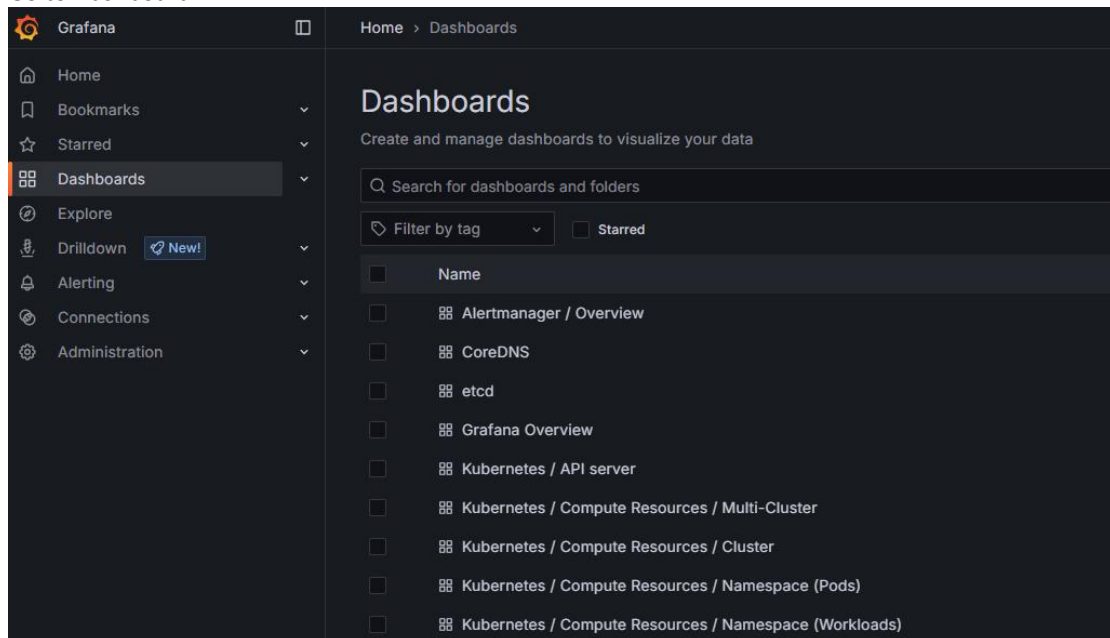 Grafana
Home › Dashboards
Home
Bookmarks
Starred
Dashboards
Explore
Drilldown New!
Alerting
Connections
Administration
Dashboards
Create and manage dashboards to visualize your data
Search for dashboards and folders
Filter by tag
Starred
Name
Alertmanager / Overview
CoreDNS
etcd
Grafana Overview
Kubernetes / API server
Kubernetes / Compute Resources / Multi-Cluster
Kubernetes / Compute Resources / Cluster
Kubernetes / Compute Resources / Namespace (Pods)
Kubernetes / Compute Resources / Namespace (Workloads)